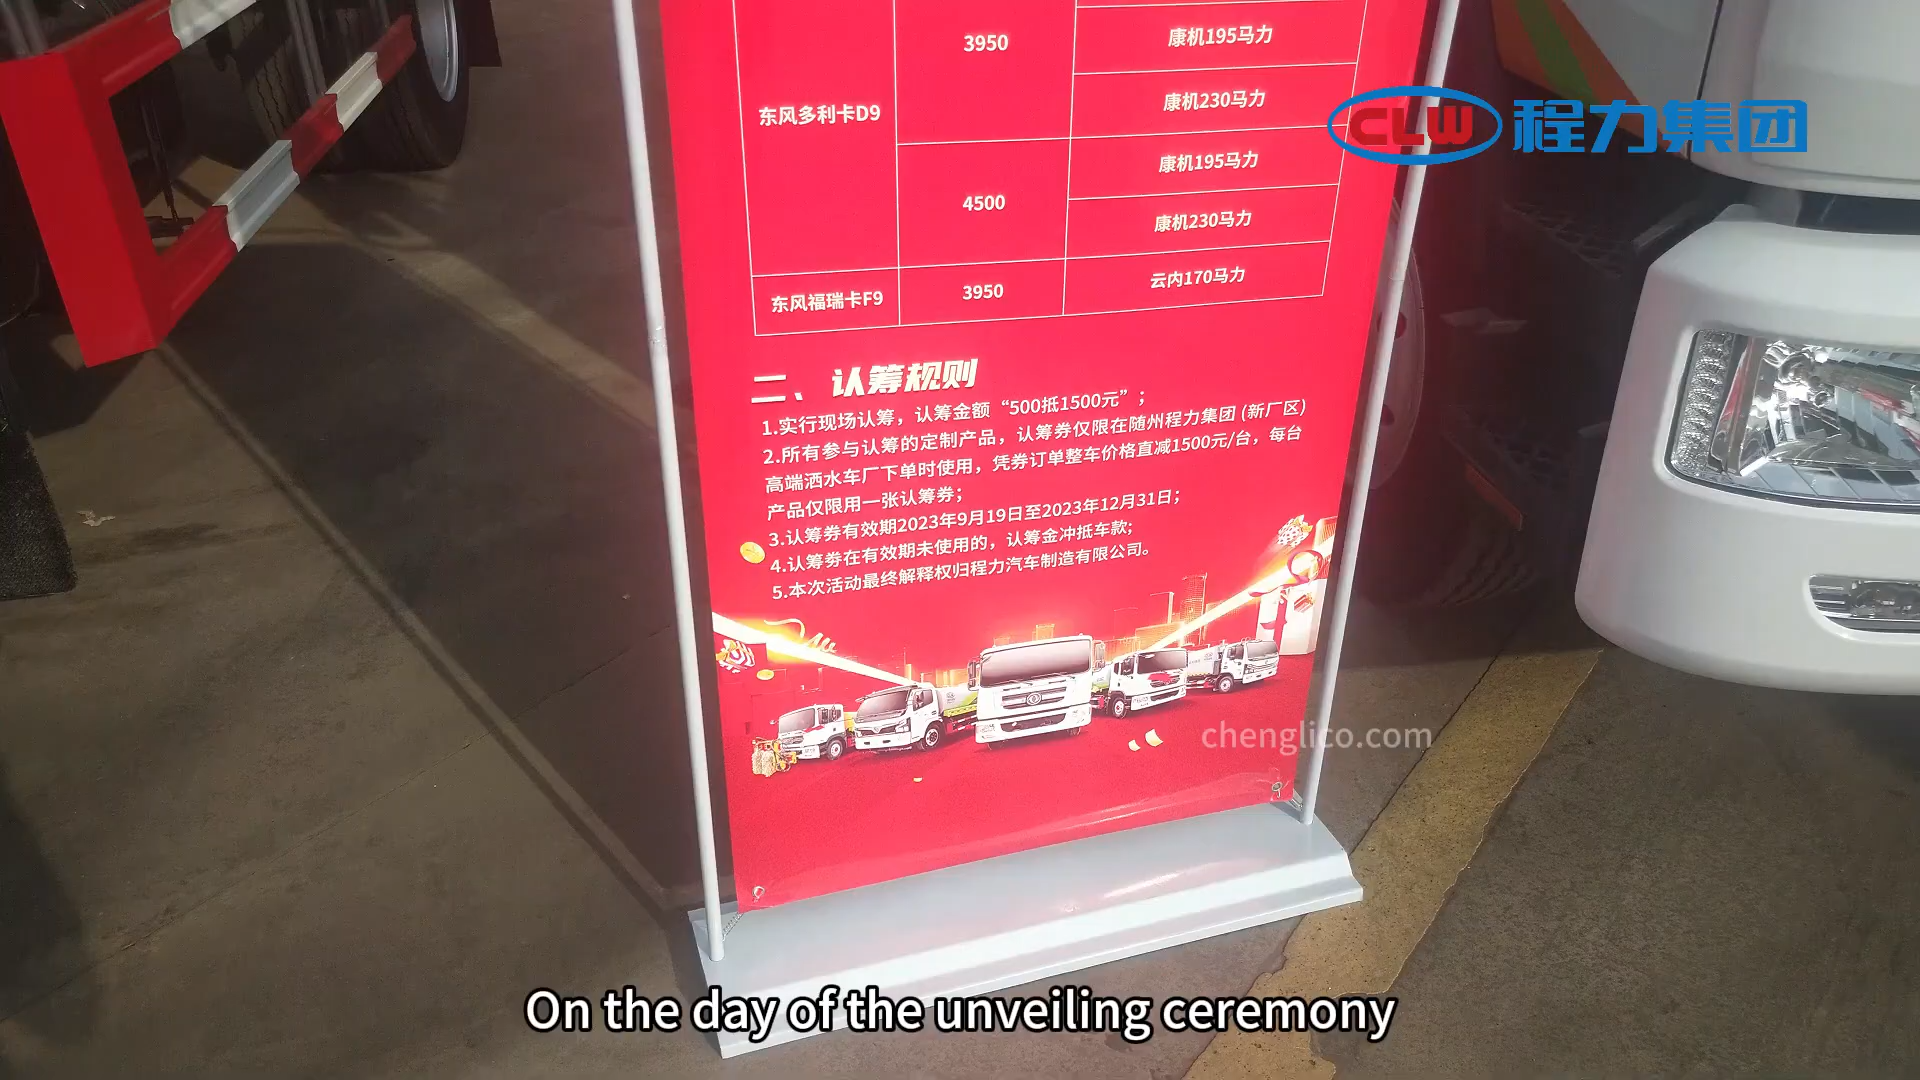 3950
康机195马力
康机230马力
东风多利卡D9
4500
康机195马力
康机230马力
东风福瑞卡F9
3950
云内170马力
CLW 程力集团
二、认筹规则
1.实行现场认筹，认筹金额“500抵1500元”；
2.所有参与认筹的定制产品，认筹券仅限在随州程力集团 (新厂区)
高端洒水车厂下单时使用，凭券订单整车价格直减1500元/台，每台
产品仅限用一张认筹券；
3.认筹券有效期2023年9月19日至2023年12月31日；
4.认筹劵在有效期未使用的，认筹金冲抵车款;
5.本次活动最终解释权归程力汽车制造有限公司。
chenglico.com
On the day of the unveiling ceremony